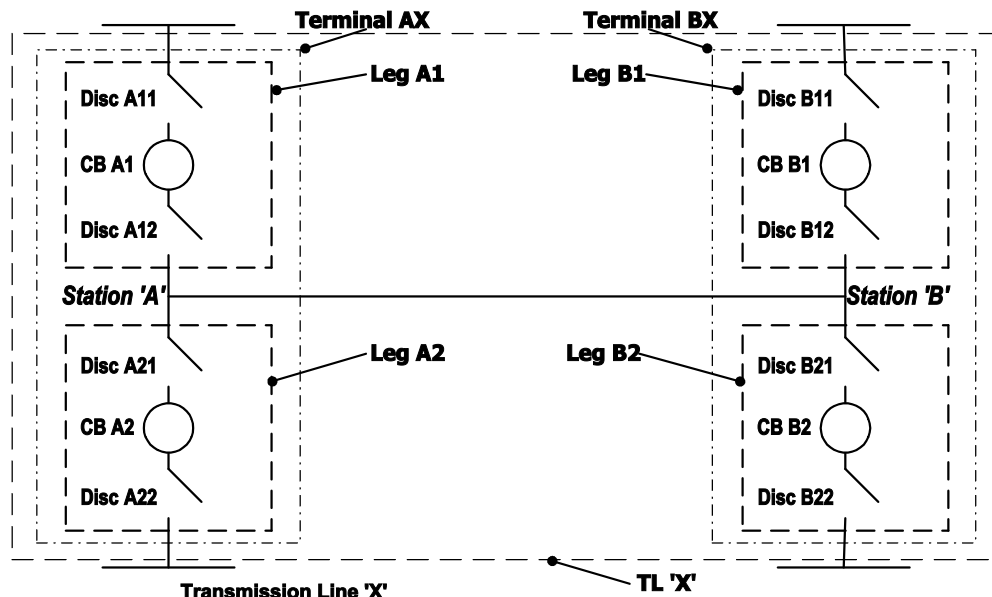 Terminal AX
Terminal BX
Leg A1
Leg B1
Disc A11
Disc B11
CB A1
CB B1
Disc A12
Disc B12
Station 'A'
Station 'B'
Leg A2
Leg B2
Disc A21
Disc B21
CB A2
CB B2
Disc A22
Disc B22
TL 'X'
Transmission Line 'X'